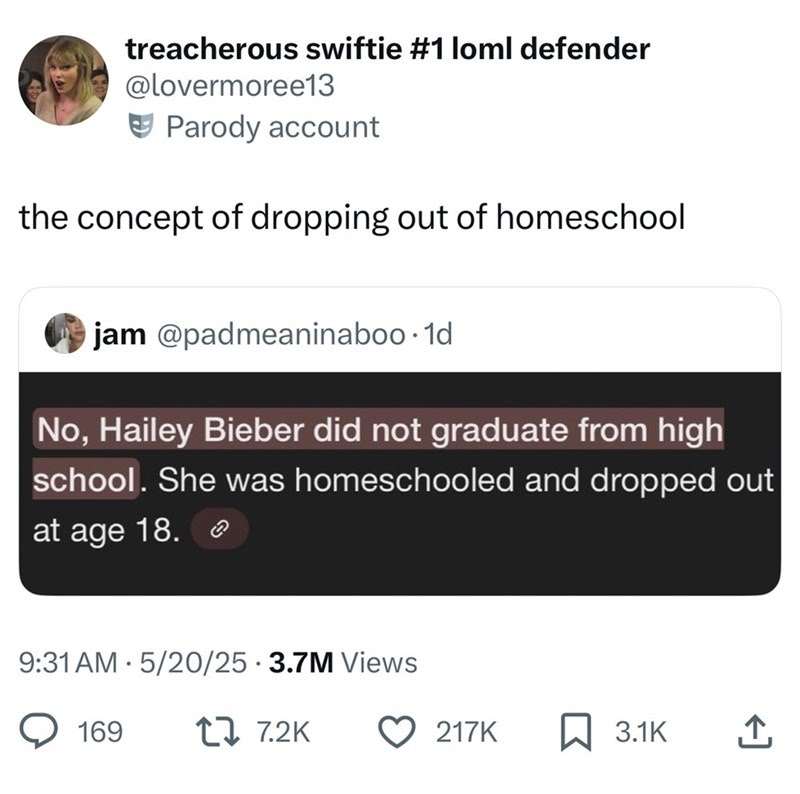 treacherous swiftie #1 loml defender
@lovermoree13
Parody account
the concept of dropping out of homeschool
jam @padmeaninaboo · 1d
No, Hailey Bieber did not graduate from high
school. She was homeschooled and dropped out
at age 18.
9:31 AM · 5/20/25 · 3.7M Views
169 7.2K 217K 3.1K